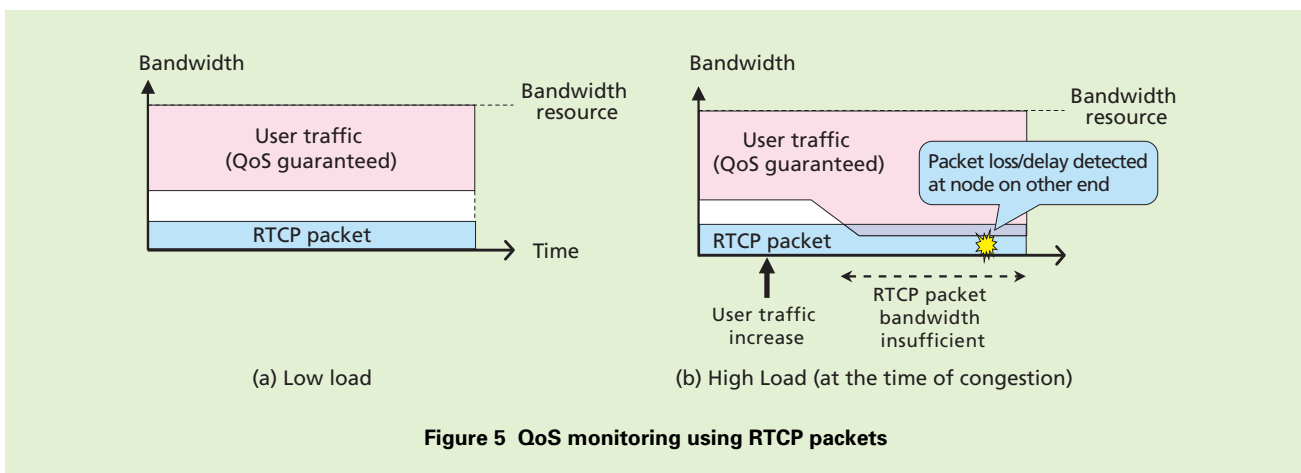 Bandwidth
Bandwidth
resource
User traffic
(QoS guaranteed)
RTCP packet
Time
(a) Low load
Bandwidth
Bandwidth
resource
User traffic
(QoS guaranteed)
Packet loss/delay detected
at node on other end
RTCP packet
User traffic
increase
RTCP packet
bandwidth
insufficient
(b) High Load (at the time of congestion)
Figure 5 QoS monitoring using RTCP packets